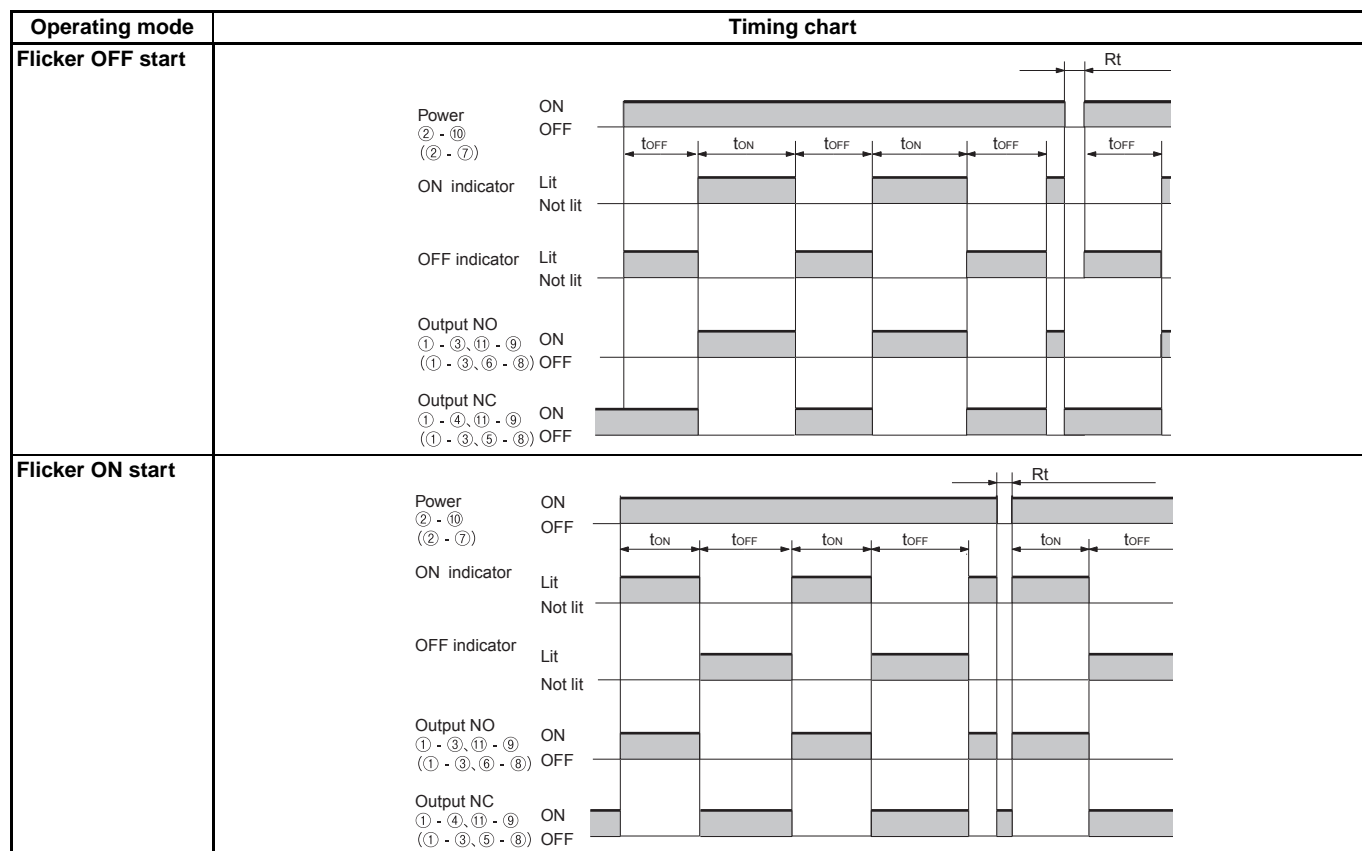 Operating mode
Timing chart
Flicker OFF start
Rt
Power
② - ⑩
(② - ⑦)
ON
OFF
tOFF
tON
tOFF
tON
tOFF
tOFF
ON indicator
Lit
Not lit
OFF indicator
Lit
Not lit
Output NO
① - ③、⑪ - ⑨
(① - ③、⑥ - ⑧)
ON
OFF
Output NC
① - ④、⑪ - ⑨
(① - ③、⑤ - ⑧)
ON
OFF
Flicker ON start
Rt
Power
② - ⑩
(② - ⑦)
ON
OFF
tON
tOFF
tON
tOFF
tON
tOFF
ON indicator
Lit
Not lit
OFF indicator
Lit
Not lit
Output NO
① - ③、⑪ - ⑨
(① - ③、⑥ - ⑧)
ON
OFF
Output NC
① - ④、⑪ - ⑨
(① - ③、⑤ - ⑧)
ON
OFF